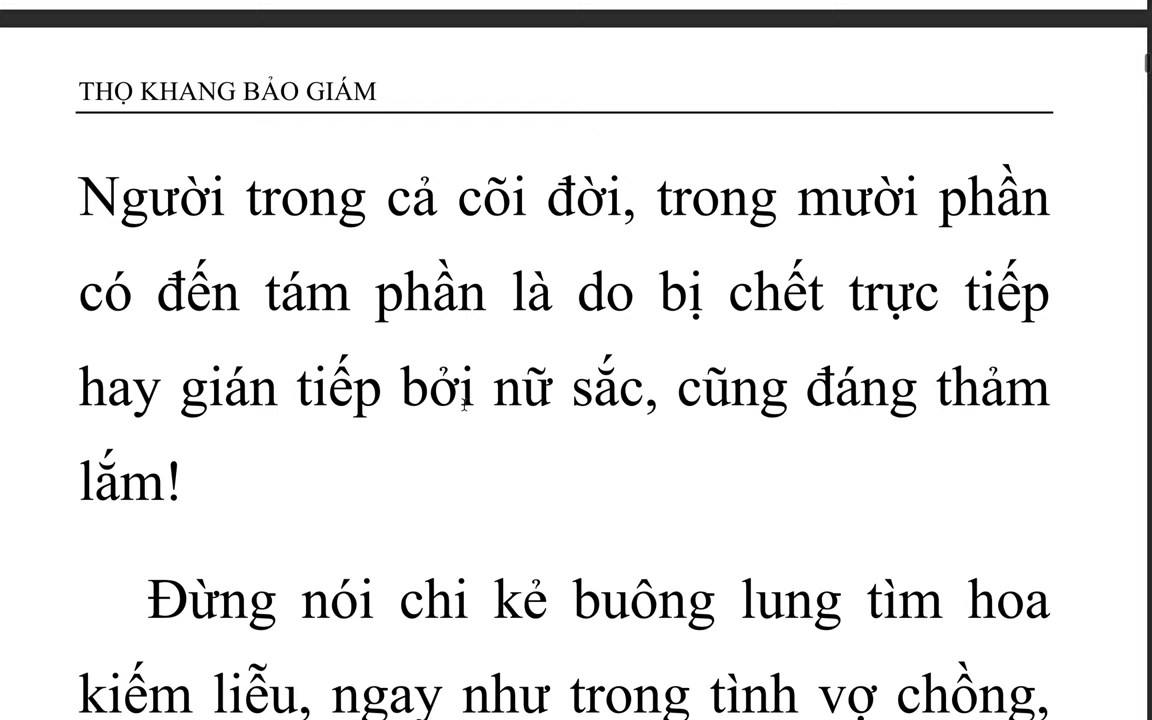 THỌ KHANG BẢO GIÁM
Người trong cả cõi đời, trong mười phần
có đến tám phần là do bị chết trực tiếp
hay gián tiếp bởi nữ sắc, cũng đáng thảm
lắm!
Đừng nói chi kẻ buông lung tìm hoa
kiếm liễu, ngay như trong tình vợ chồng,